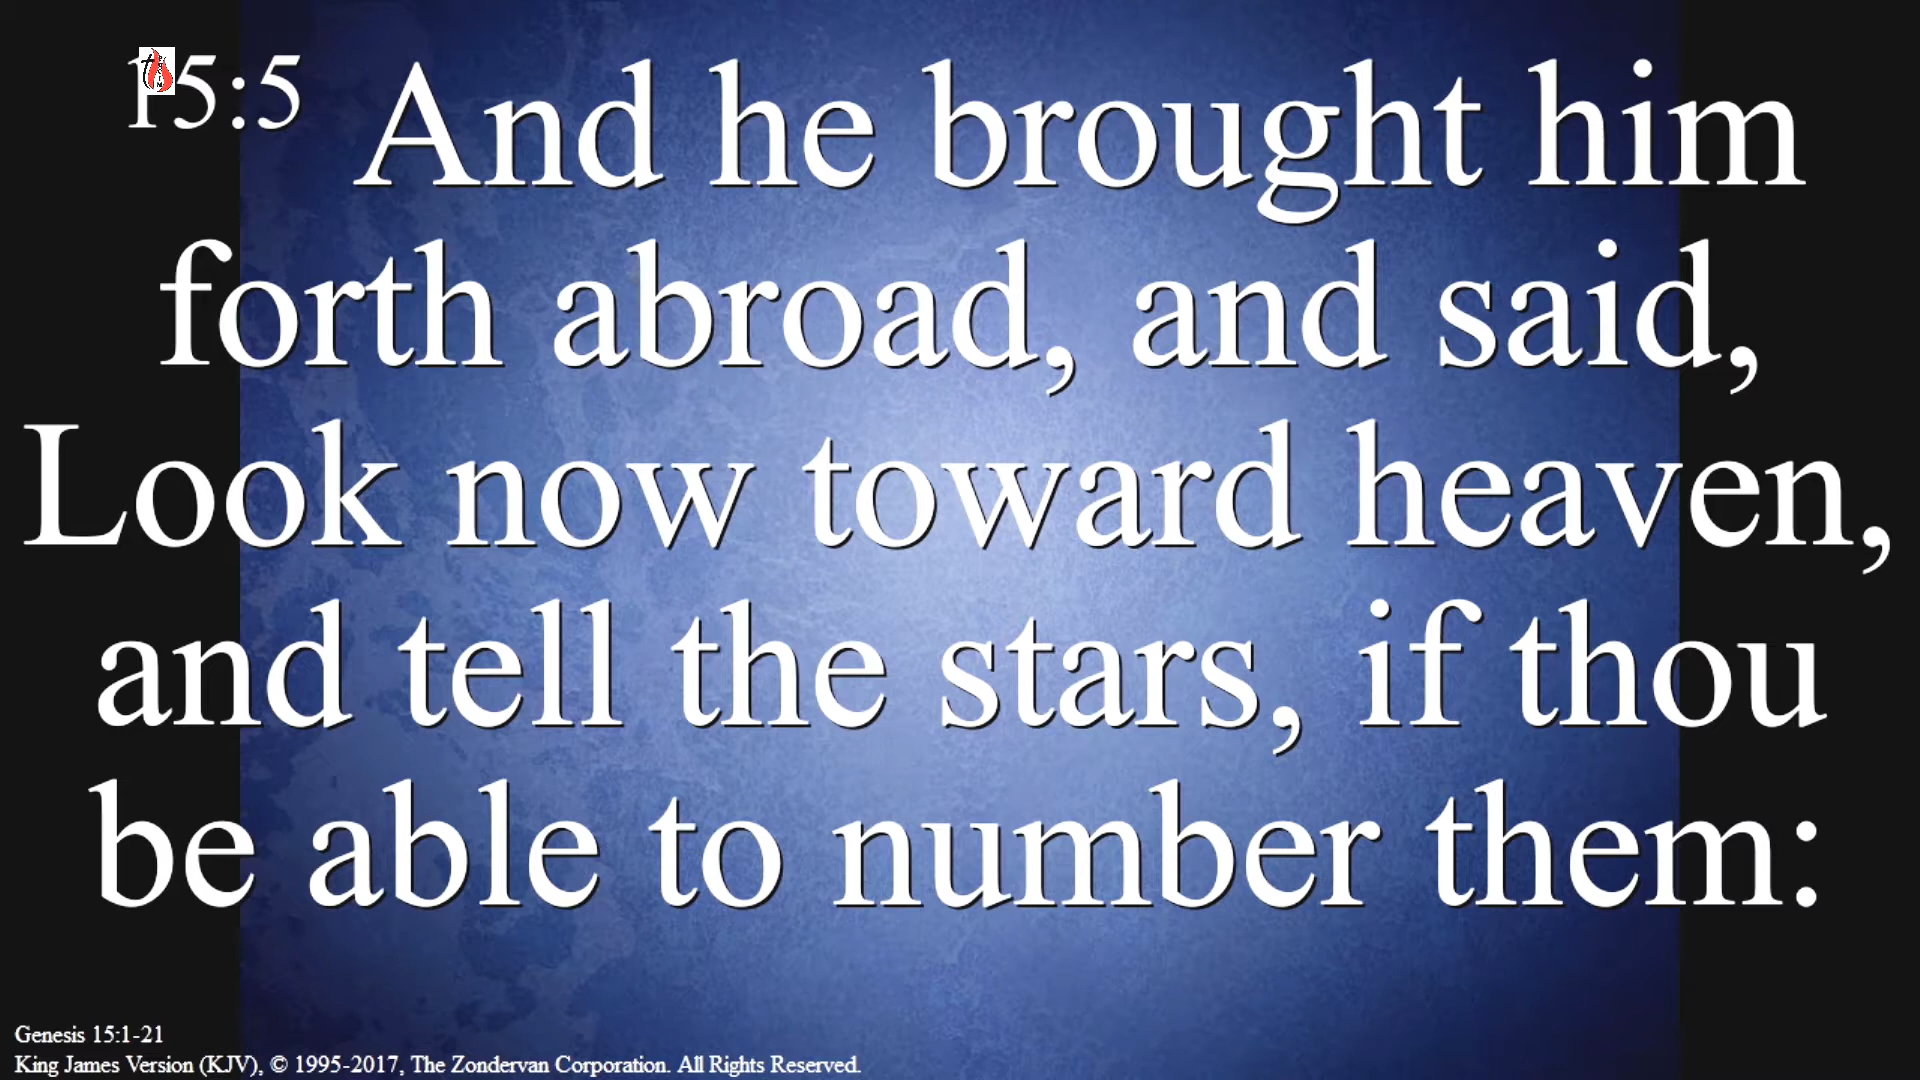 15:5 And he brought him
forth abroad, and said,
Look now toward heaven,
and tell the stars, if thou
be able to number them:
Genesis 15:1-21
King James Version (KJV), © 1995-2017, The Zondervan Corporation. All Rights Reserved.